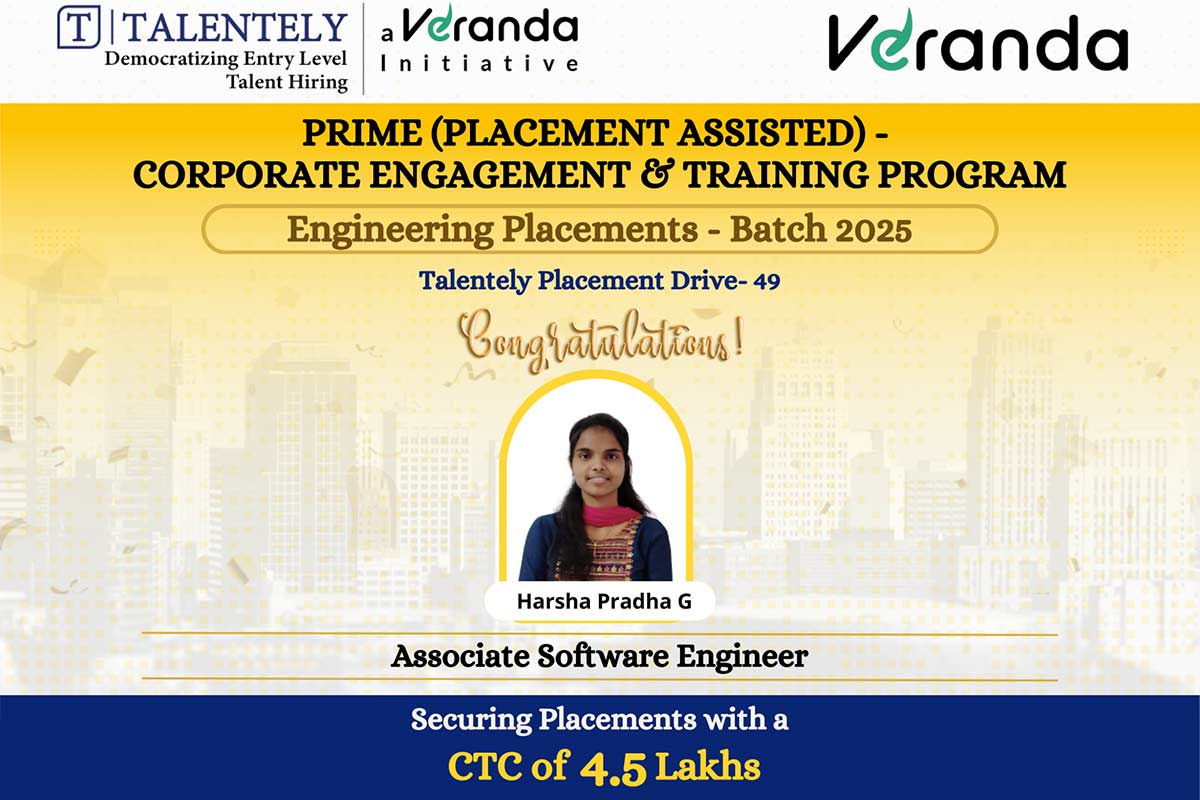 T | TALENTELY
Democratizing Entry Level
Talent Hiring
a Veranda
Initiative
Veranda
PRIME (PLACEMENT ASSISTED) -
CORPORATE ENGAGEMENT & TRAINING PROGRAM
Engineering Placements - Batch 2025
Talentely Placement Drive- 49
Congratulations!
Harsha Pradha G
Associate Software Engineer
Securing Placements with a
CTC of 4.5 Lakhs